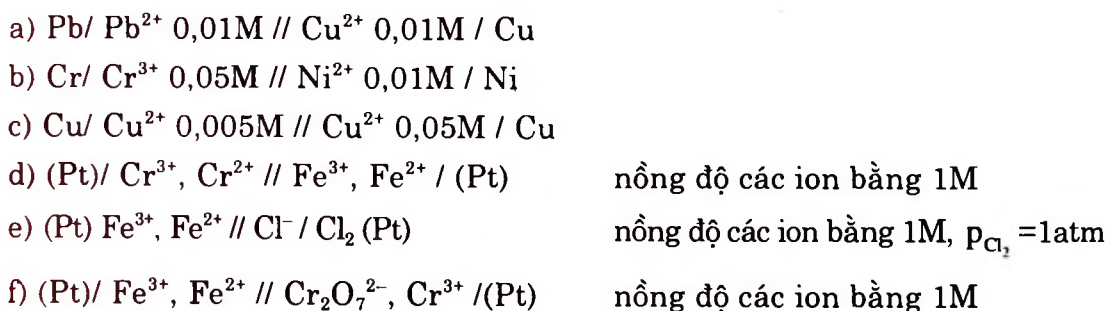 a) Pb/ Pb²⁺ 0,01M // Cu²⁺ 0,01M / Cu
b) Cr/ Cr³⁺ 0,05M // Ni²⁺ 0,01M / Ni
c) Cu/ Cu²⁺ 0,005M // Cu²⁺ 0,05M / Cu
d) (Pt)/ Cr³⁺, Cr²⁺ // Fe³⁺, Fe²⁺ / (Pt) nồng độ các ion bằng 1M
e) (Pt) Fe³⁺, Fe²⁺ // Cl⁻ / Cl₂ (Pt) nồng độ các ion bằng 1M, p_Cl₂ =1atm
f) (Pt)/ Fe³⁺, Fe²⁺ // Cr₂O₇²⁻, Cr³⁺ /(Pt) nồng độ các ion bằng 1M